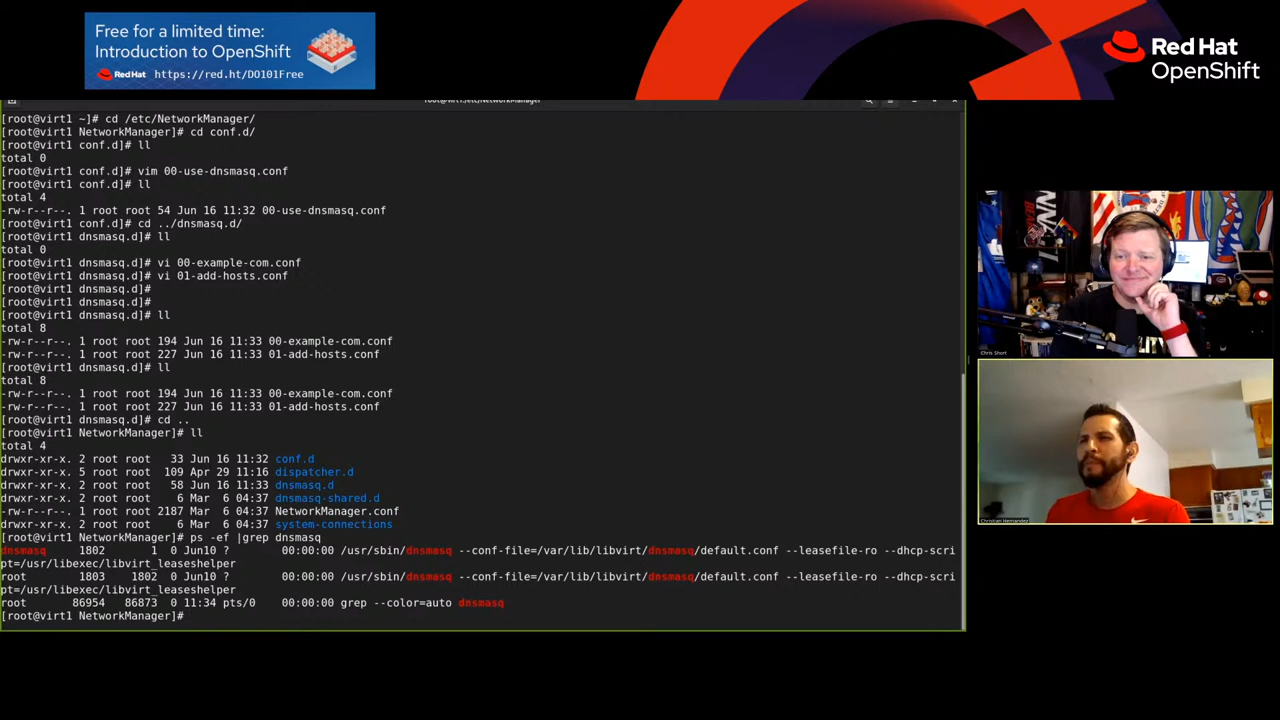 Free for a limited time:
Introduction to OpenShift
Red Hat https://red.ht/DO101Free
Red Hat
OpenShift
root@virt1:/etc/NetworkManager
[root@virt1 ~]# cd /etc/NetworkManager/
[root@virt1 NetworkManager]# cd conf.d/
[root@virt1 conf.d]# ll
total 0
[root@virt1 conf.d]# vim 00-use-dnsmasq.conf
[root@virt1 conf.d]# ll
total 4
-rw-r--r--. 1 root root 54 Jun 16 11:32 00-use-dnsmasq.conf
[root@virt1 conf.d]# cd ../dnsmasq.d/
[root@virt1 dnsmasq.d]# ll
total 0
[root@virt1 dnsmasq.d]# vi 00-example-com.conf
[root@virt1 dnsmasq.d]# vi 01-add-hosts.conf
[root@virt1 dnsmasq.d]#
[root@virt1 dnsmasq.d]#
[root@virt1 dnsmasq.d]# ll
total 8
-rw-r--r--. 1 root root 194 Jun 16 11:33 00-example-com.conf
-rw-r--r--. 1 root root 227 Jun 16 11:33 01-add-hosts.conf
[root@virt1 dnsmasq.d]# ll
total 8
-rw-r--r--. 1 root root 194 Jun 16 11:33 00-example-com.conf
-rw-r--r--. 1 root root 227 Jun 16 11:33 01-add-hosts.conf
[root@virt1 dnsmasq.d]# cd ..
[root@virt1 NetworkManager]# ll
total 4
drwxr-xr-x. 2 root root   33 Jun 16 11:32 conf.d
drwxr-xr-x. 5 root root  109 Apr 29 11:16 dispatcher.d
drwxr-xr-x. 2 root root   58 Jun 16 11:33 dnsmasq.d
drwxr-xr-x. 2 root root    6 Mar  6 04:37 dnsmasq-shared.d
-rw-r--r--. 1 root root 2187 Mar  6 04:37 NetworkManager.conf
drwxr-xr-x. 2 root root    6 Mar  6 04:37 system-connections
[root@virt1 NetworkManager]# ps -ef |grep dnsmasq
dnsmasq     1802       1  0 Jun10 ?        00:00:00 /usr/sbin/dnsmasq --conf-file=/var/lib/libvirt/dnsmasq/default.conf --leasefile-ro --dhcp-scri
pt=/usr/libexec/libvirt_leaseshelper
root        1803    1802  0 Jun10 ?        00:00:00 /usr/sbin/dnsmasq --conf-file=/var/lib/libvirt/dnsmasq/default.conf --leasefile-ro --dhcp-scri
pt=/usr/libexec/libvirt_leaseshelper
root       86954   86873  0 11:34 pts/0    00:00:00 grep --color=auto dnsmasq
[root@virt1 NetworkManager]#
Chris Short
Christian Hernandez